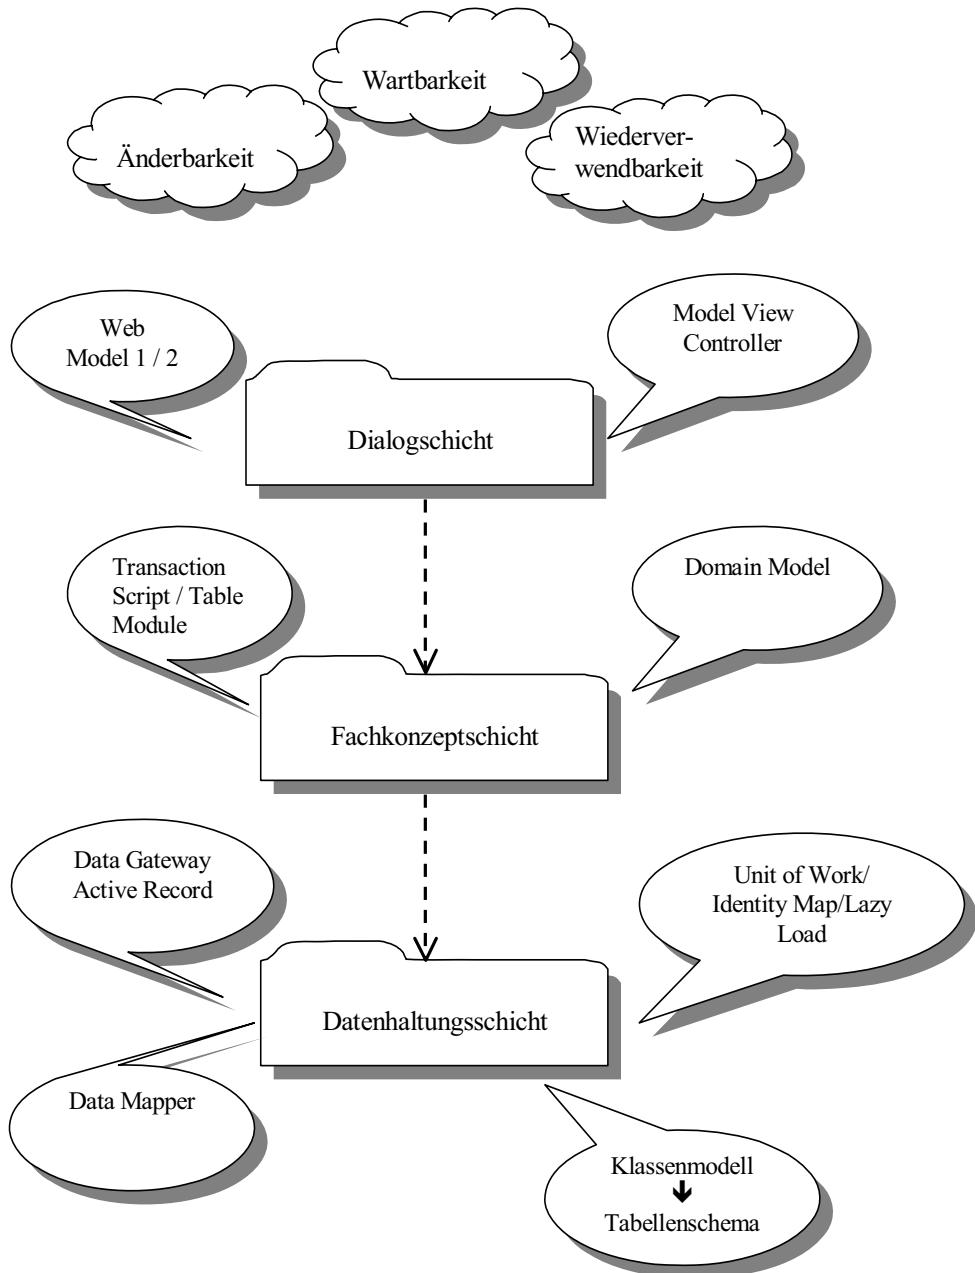 Wartbarkeit
Änderbarkeit
Wiederver-
wendbarkeit
Web
Model 1 / 2
Model View
Controller
Dialogschicht
Transaction
Script / Table
Module
Domain Model
Fachkonzeptschicht
Data Gateway
Active Record
Unit of Work/
Identity Map/Lazy
Load
Datenhaltungsschicht
Data Mapper
Klassenmodell
Tabellenschema